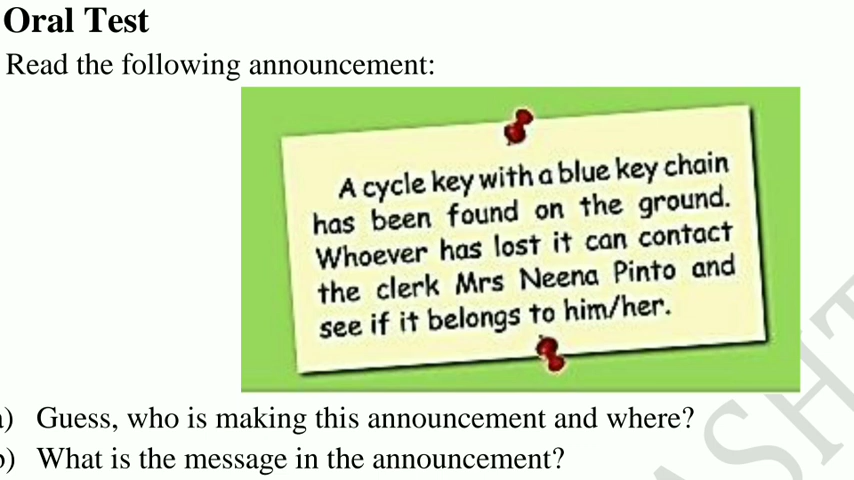 Oral Test
Read the following announcement:
A cycle key with a blue key chain
has been found on the ground.
Whoever has lost it can contact
the clerk Mrs Neena Pinto and
see if it belongs to him/her.
) Guess, who is making this announcement and where?
) What is the message in the announcement?